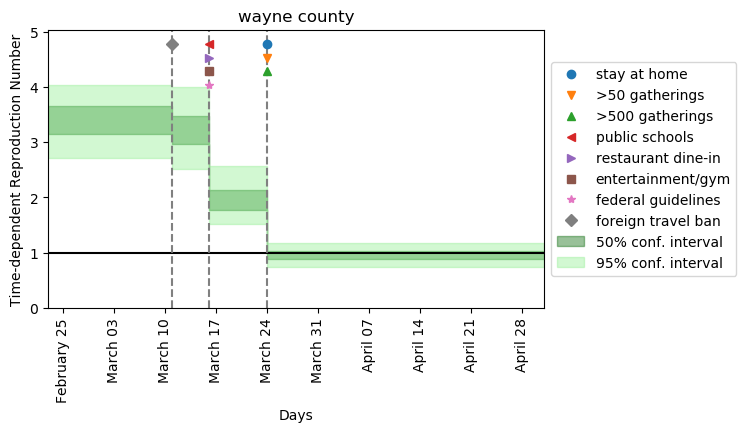 wayne county
Time-dependent Reproduction Number
5
4
3
2
1
0
February 25
March 03
March 10
March 17
March 24
March 31
April 07
April 14
April 21
April 28
Days
stay at home
>50 gatherings
>500 gatherings
public schools
restaurant dine-in
entertainment/gym
federal guidelines
foreign travel ban
50% conf. interval
95% conf. interval